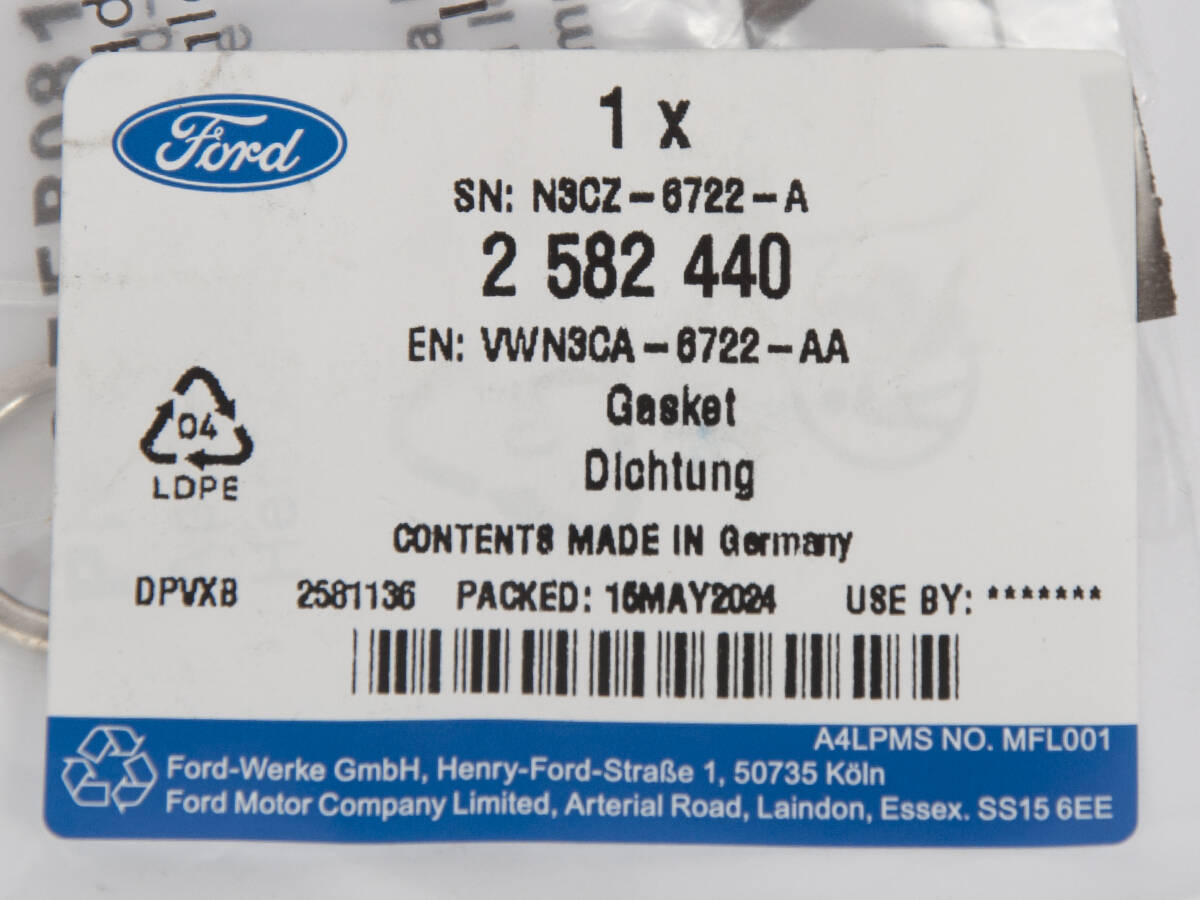 Ford
1 x
SN: N3CZ-6722-A
2 582 440
EN: VWN3CA-6722-AA
Gasket
Dichtung
04
LDPE
CONTENTS MADE IN Germany
DPVXB 2581136 PACKED: 15MAY2024 USE BY: *******
A4LPMS NO. MFL001
Ford-Werke GmbH, Henry-Ford-Straße 1, 50735 Köln
Ford Motor Company Limited, Arterial Road, Laindon, Essex. SS15 6EE